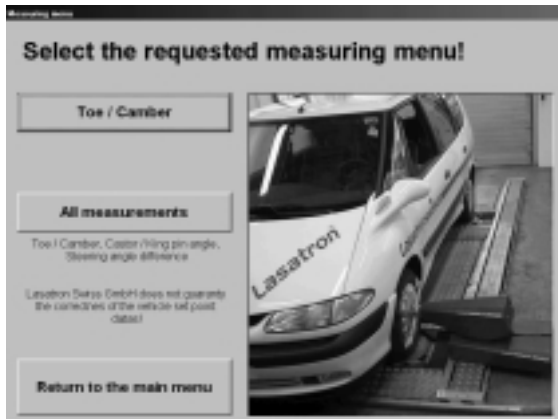 Measuring menu
Select the requested measuring menu!
Toe / Camber
All measurements
Toe / Camber, Castor / King pin angle,
Steering angle difference
Lasatron Swiss GmbH does not guaranty
the correctnes of the vehicle set point
datas!
Return to the main menu
Lasatron